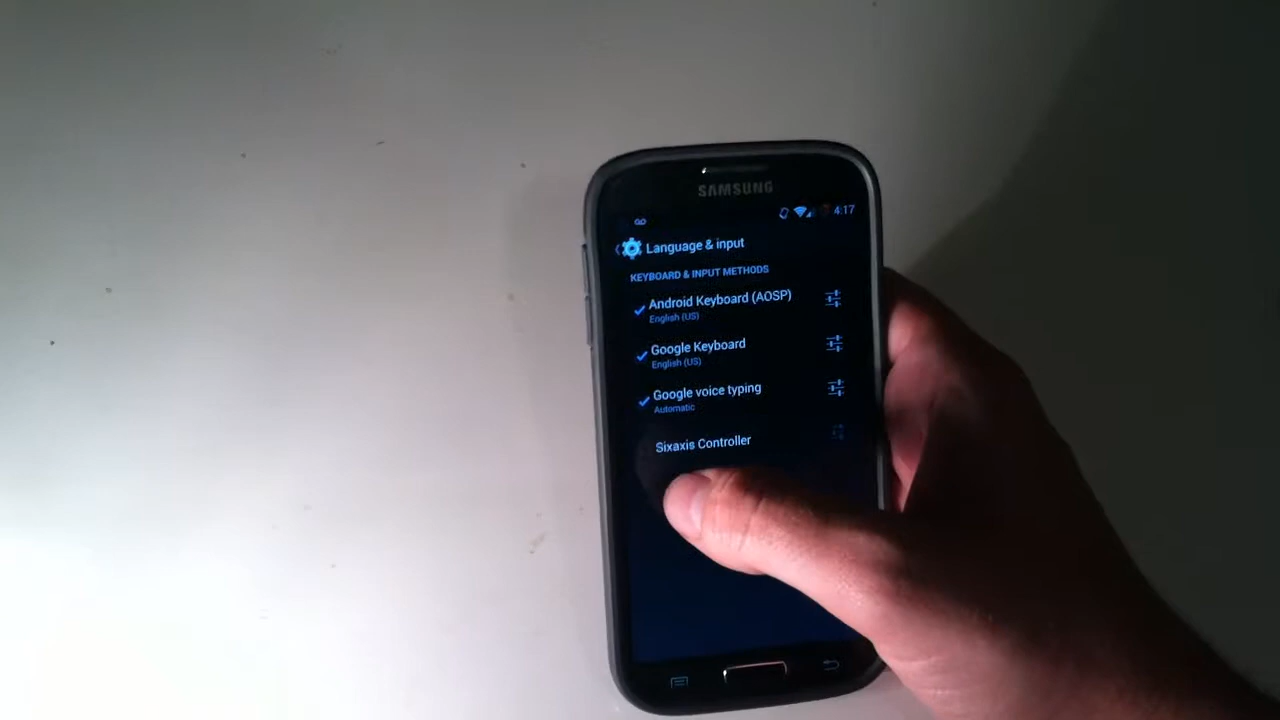 SAMSUNG
4:17
Language & input
KEYBOARD & INPUT METHODS
Android Keyboard (AOSP)
English (US)
Google Keyboard
English (US)
Google voice typing
Automatic
Sixaxis Controller